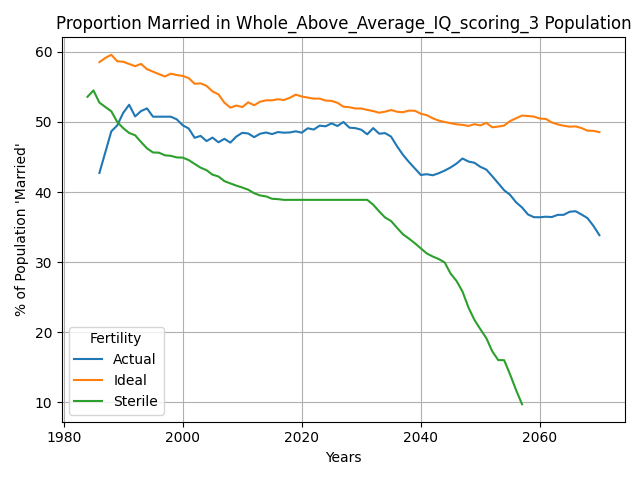 Proportion Married in Whole_Above_Average_IQ_scoring_3 Population
% of Population 'Married'
60
50
40
30
20
10
Fertility
Actual
Ideal
Sterile
1980
2000
2020
2040
2060
Years